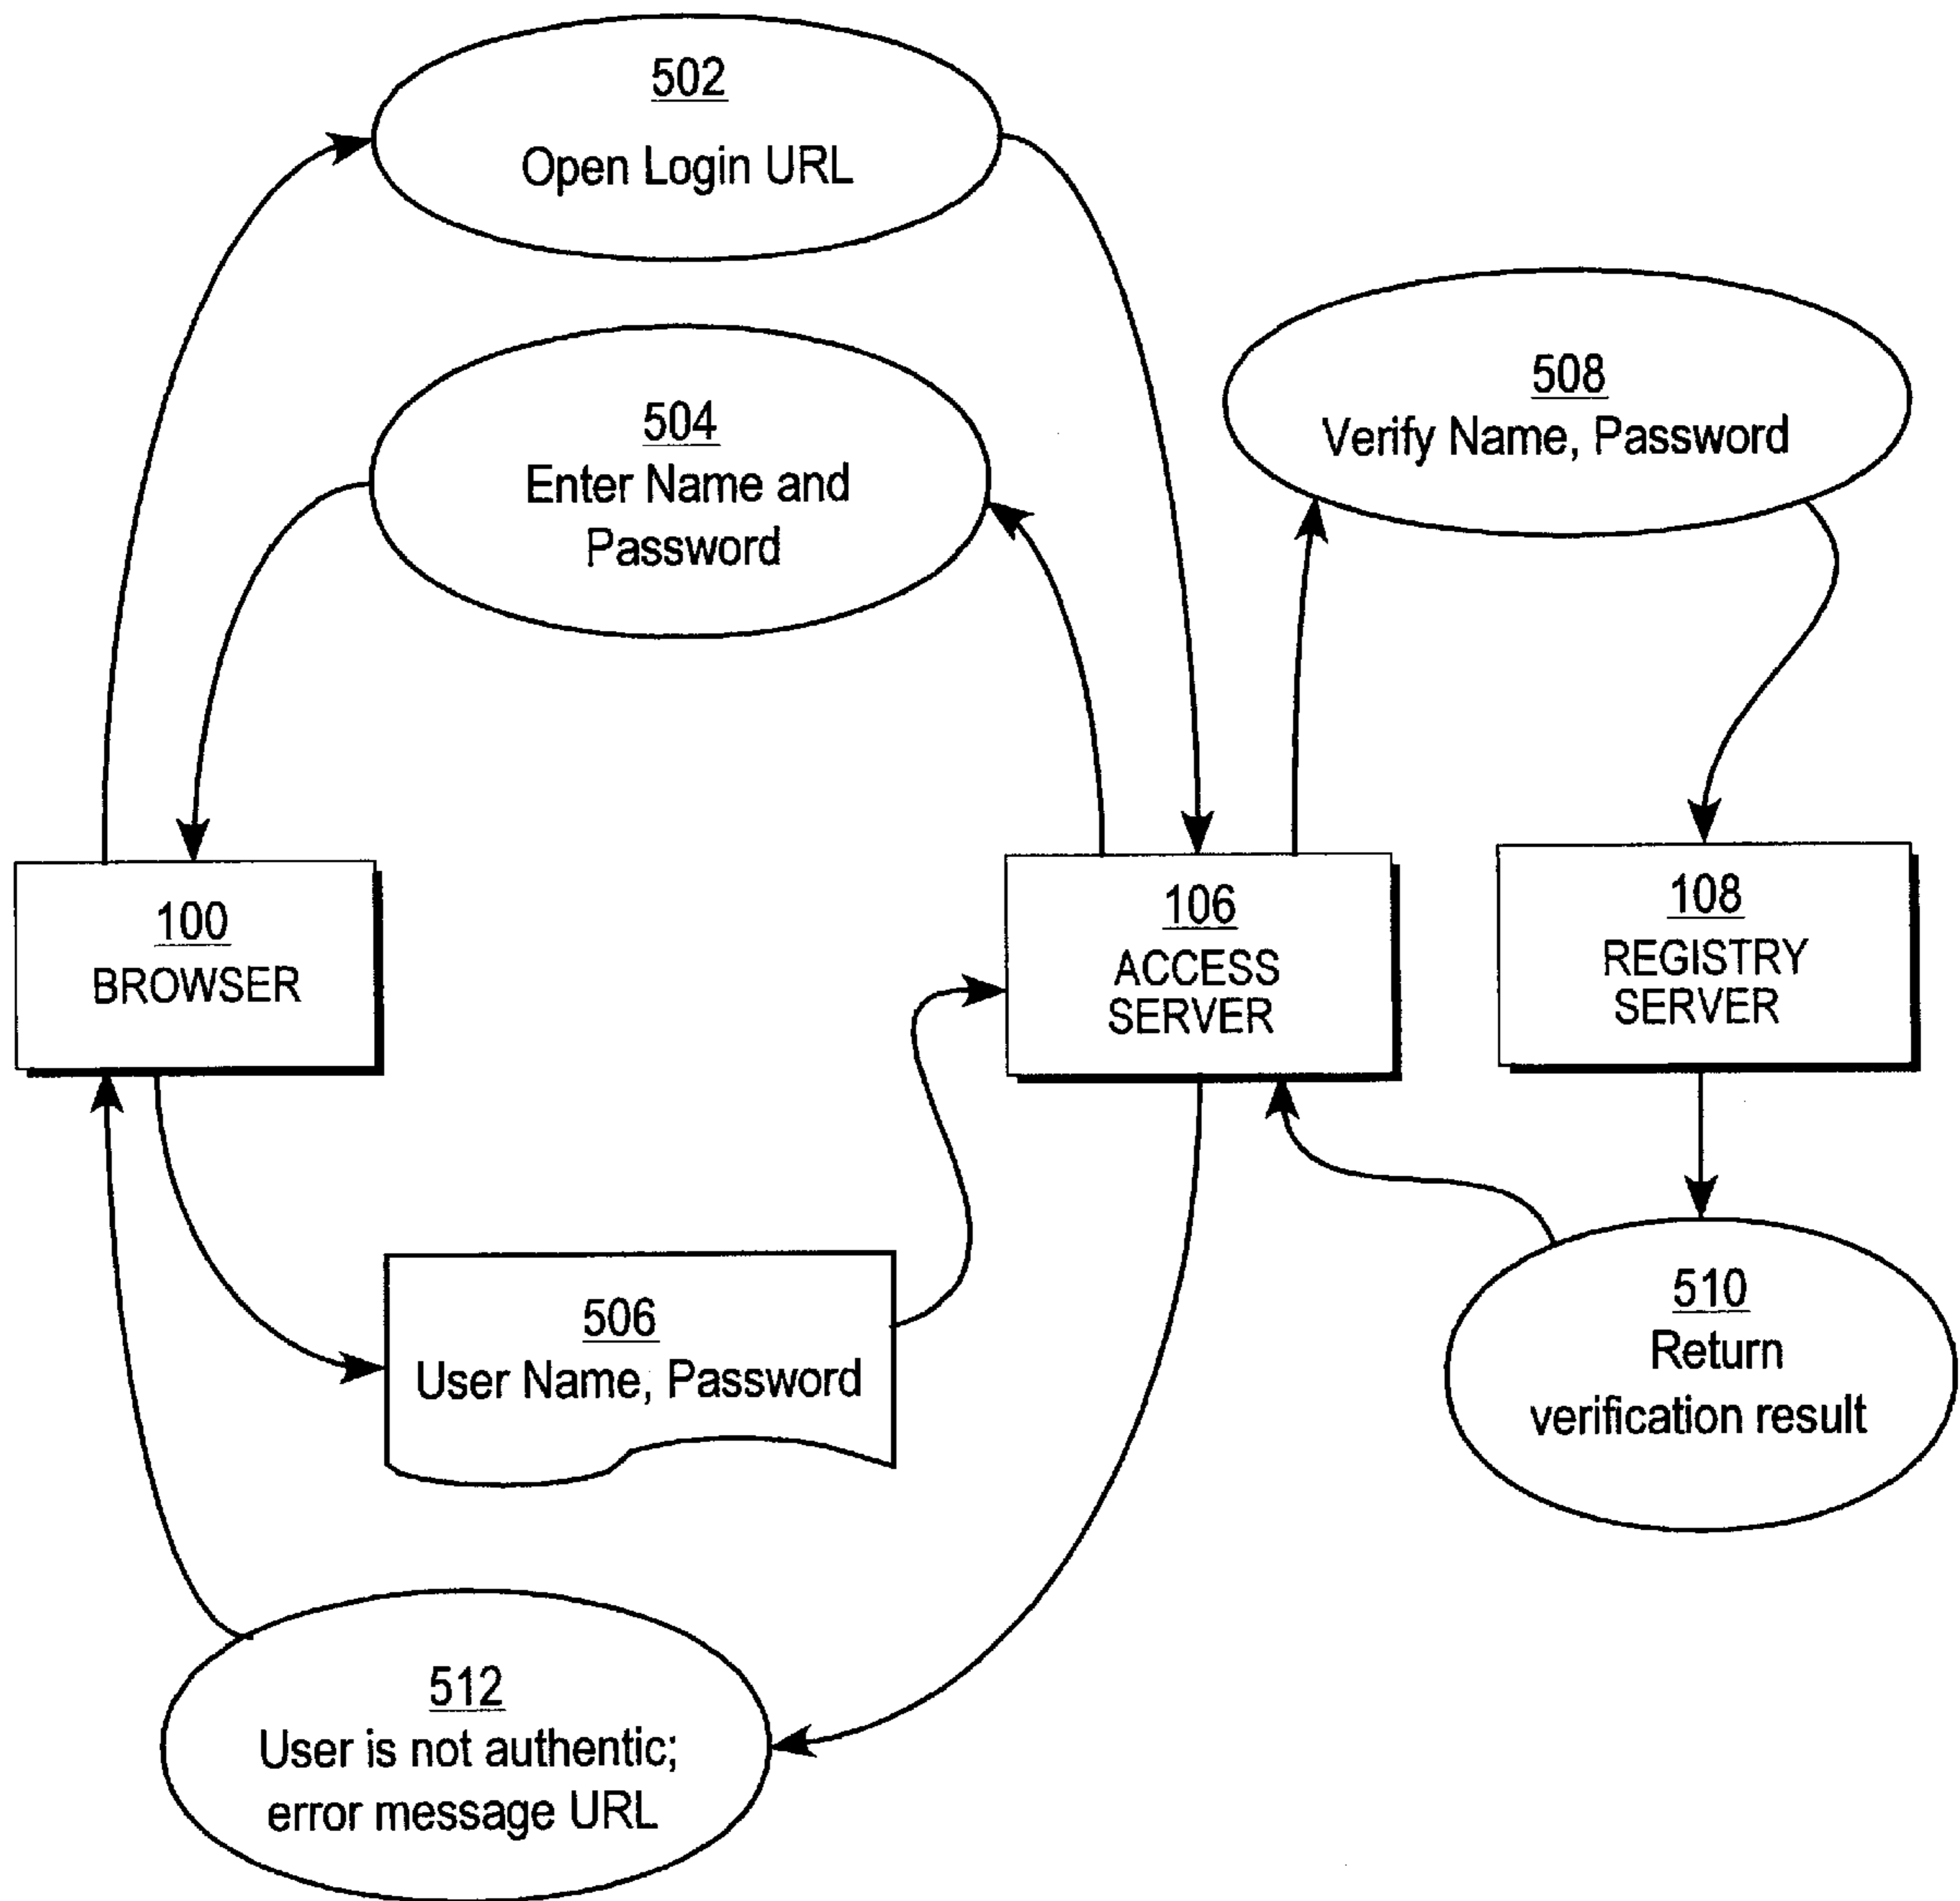 502
Open Login URL
504
Enter Name and
Password
508
Verify Name, Password
100
BROWSER
106
ACCESS
SERVER
108
REGISTRY
SERVER
506
User Name, Password
510
Return
verification result
512
User is not authentic;
error message URL